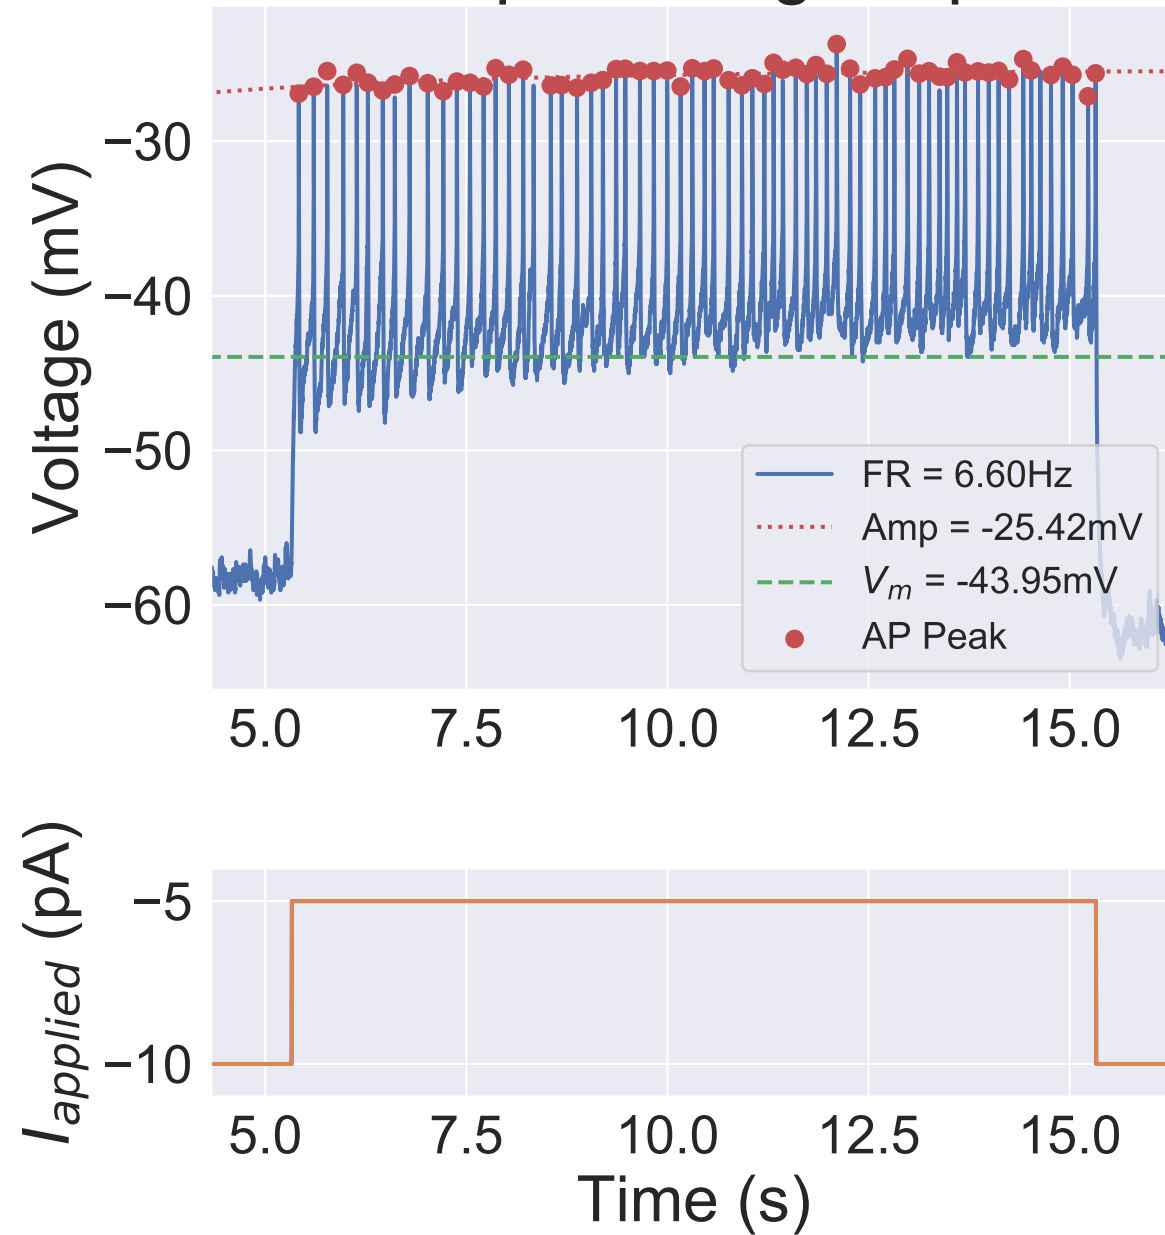 Voltage (mV)
−30
−40
−50
−60
FR = 6.60Hz
Amp = -25.42mV
Vm = -43.95mV
AP Peak
5.0 7.5 10.0 12.5 15.0
Iapplied (pA)
−5
−10
5.0 7.5 10.0 12.5 15.0
Time (s)